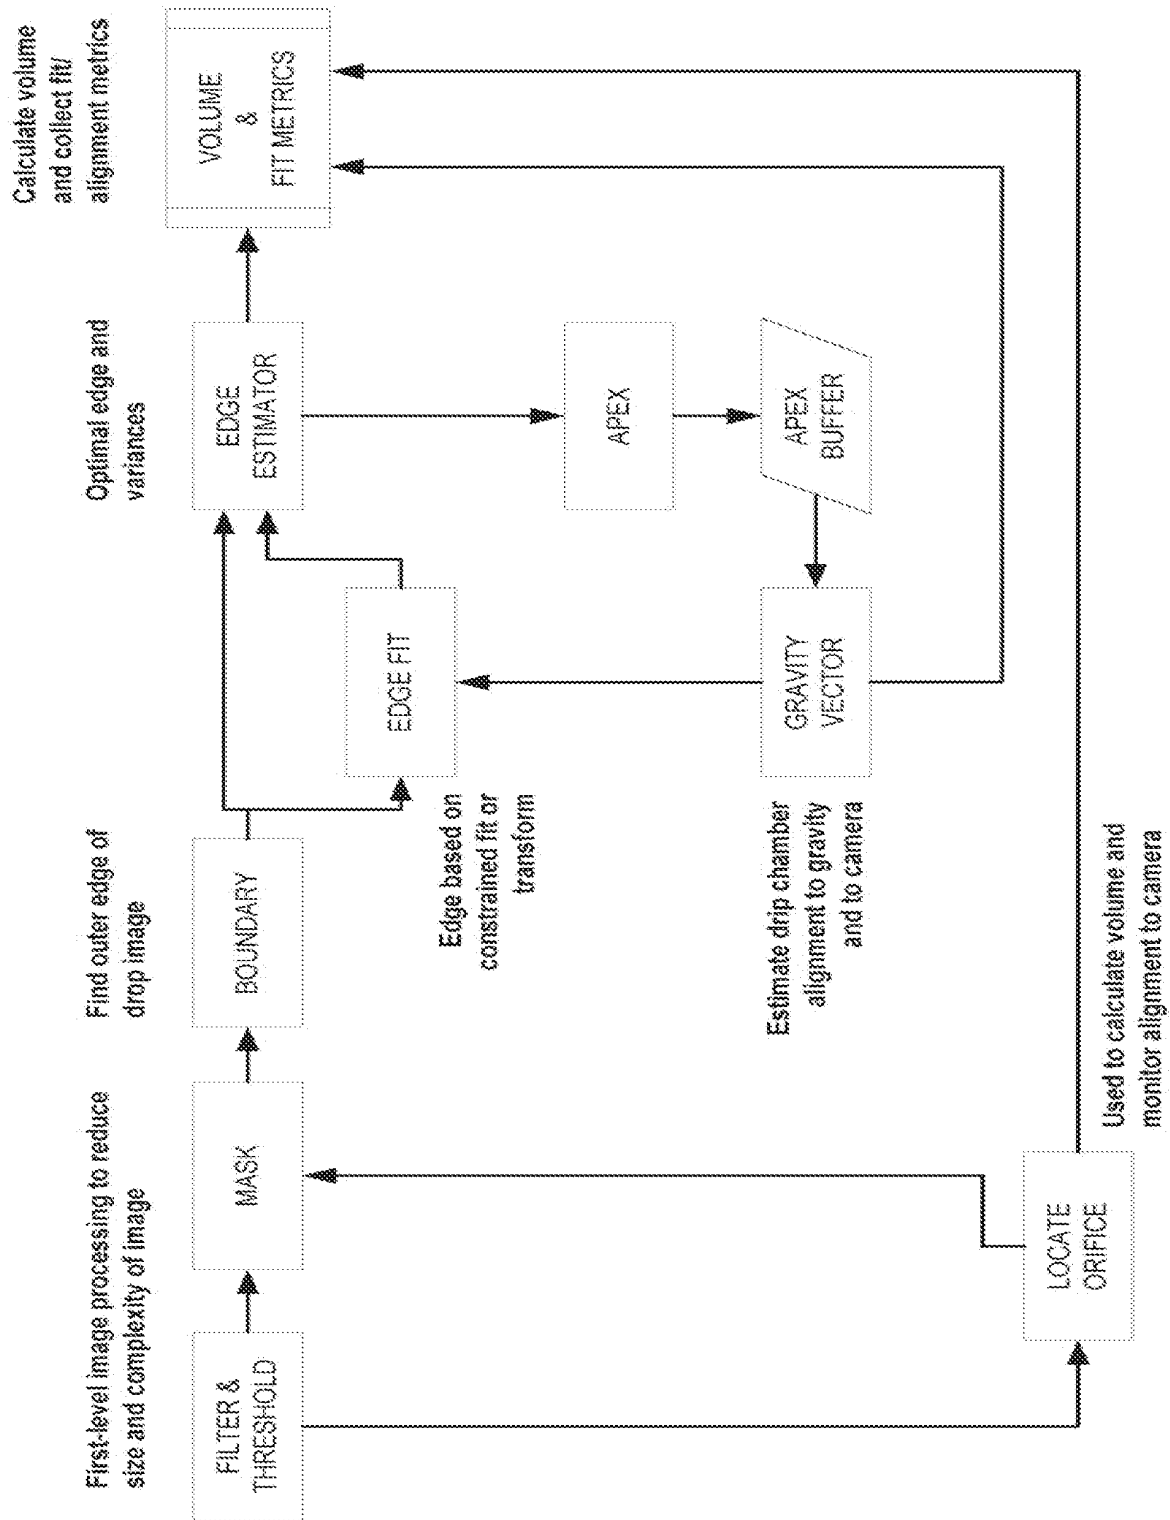 First-level image processing to reduce
size and complexity of image
Find outer edge of
drop image
Optimal edge and
variances
Calculate volume
and collect fit/
alignment metrics
FILTER &
THRESHOLD
MASK
BOUNDARY
EDGE
ESTIMATOR
VOLUME
&
FIT METRICS
EDGE FIT
Edge based on
constrained fit or
transform
APEX
APEX
BUFFER
GRAVITY
VECTOR
Estimate drip chamber
alignment to gravity
and to camera
LOCATE
ORIFICE
Used to calculate volume and
monitor alignment to camera